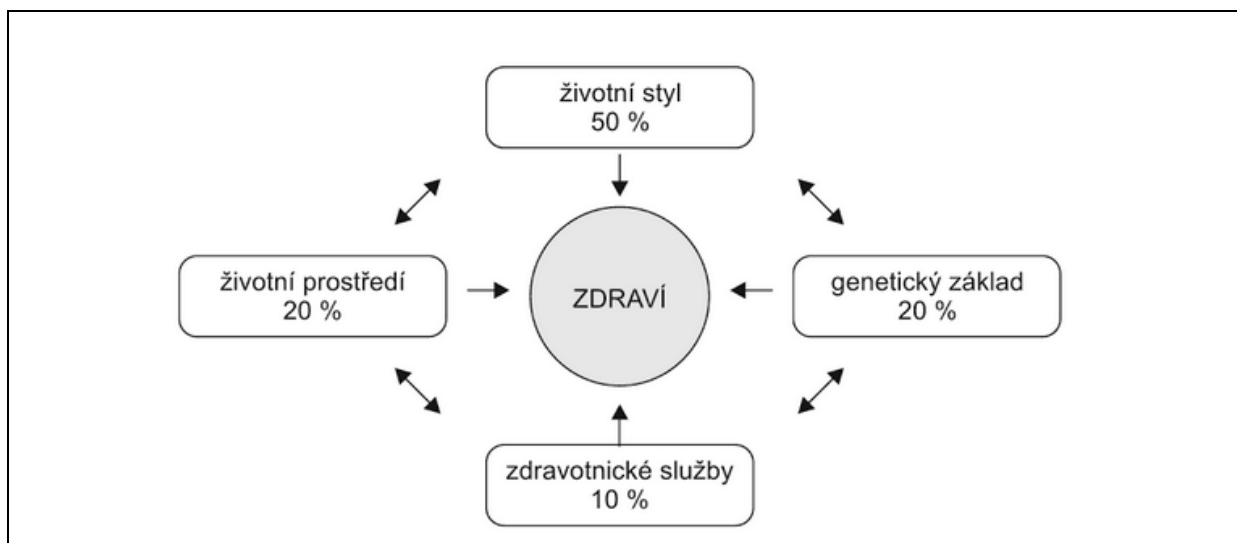 životní styl
50 %
životní prostředí
20 %
ZDRAVÍ
genetický základ
20 %
zdravotnické služby
10 %